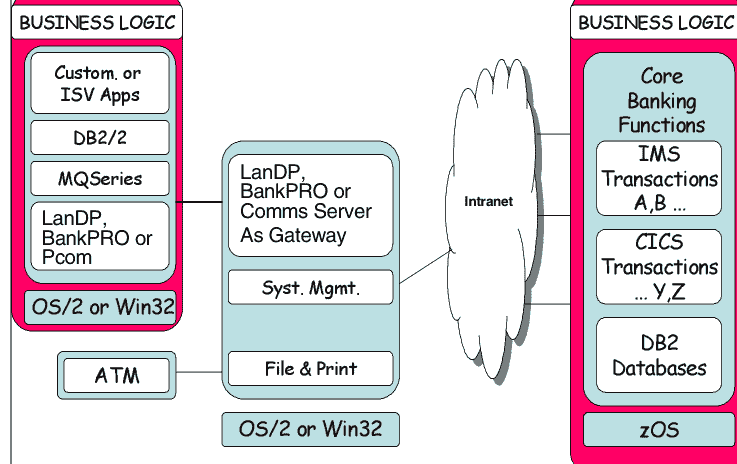 BUSINESS LOGIC
Custom. or
ISV Apps
DB2/2
MQSeries
LanDP,
BankPRO or
Pcom
OS/2 or Win32
ATM
LanDP,
BankPRO or
Comms Server
As Gateway
Syst. Mgmt.
File & Print
OS/2 or Win32
Intranet
BUSINESS LOGIC
Core
Banking
Functions
IMS
Transactions
A,B ...
CICS
Transactions
... Y,Z
DB2
Databases
zOS